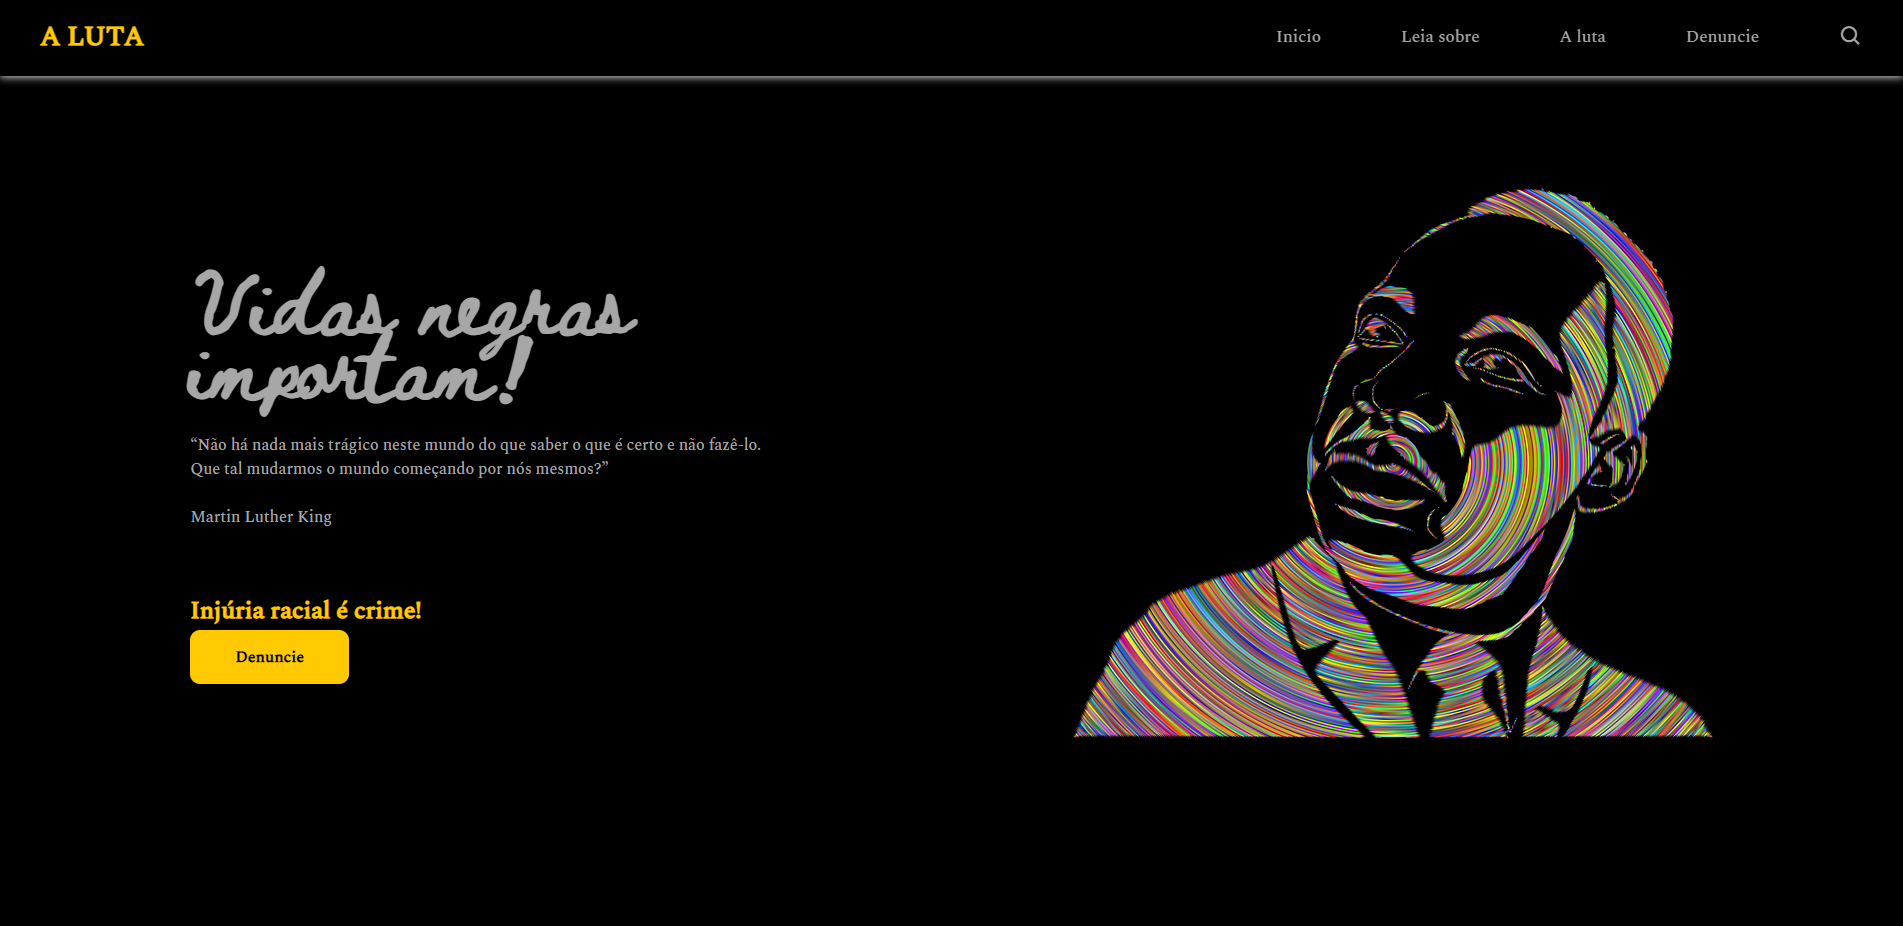 A LUTA
Inicio
Leia sobre
A luta
Denuncie
Vidas negras
importam!
“Não há nada mais trágico neste mundo do que saber o que é certo e não fazê-lo.
Que tal mudarmos o mundo começando por nós mesmos?”
Martin Luther King
Injúria racial é crime!
Denuncie